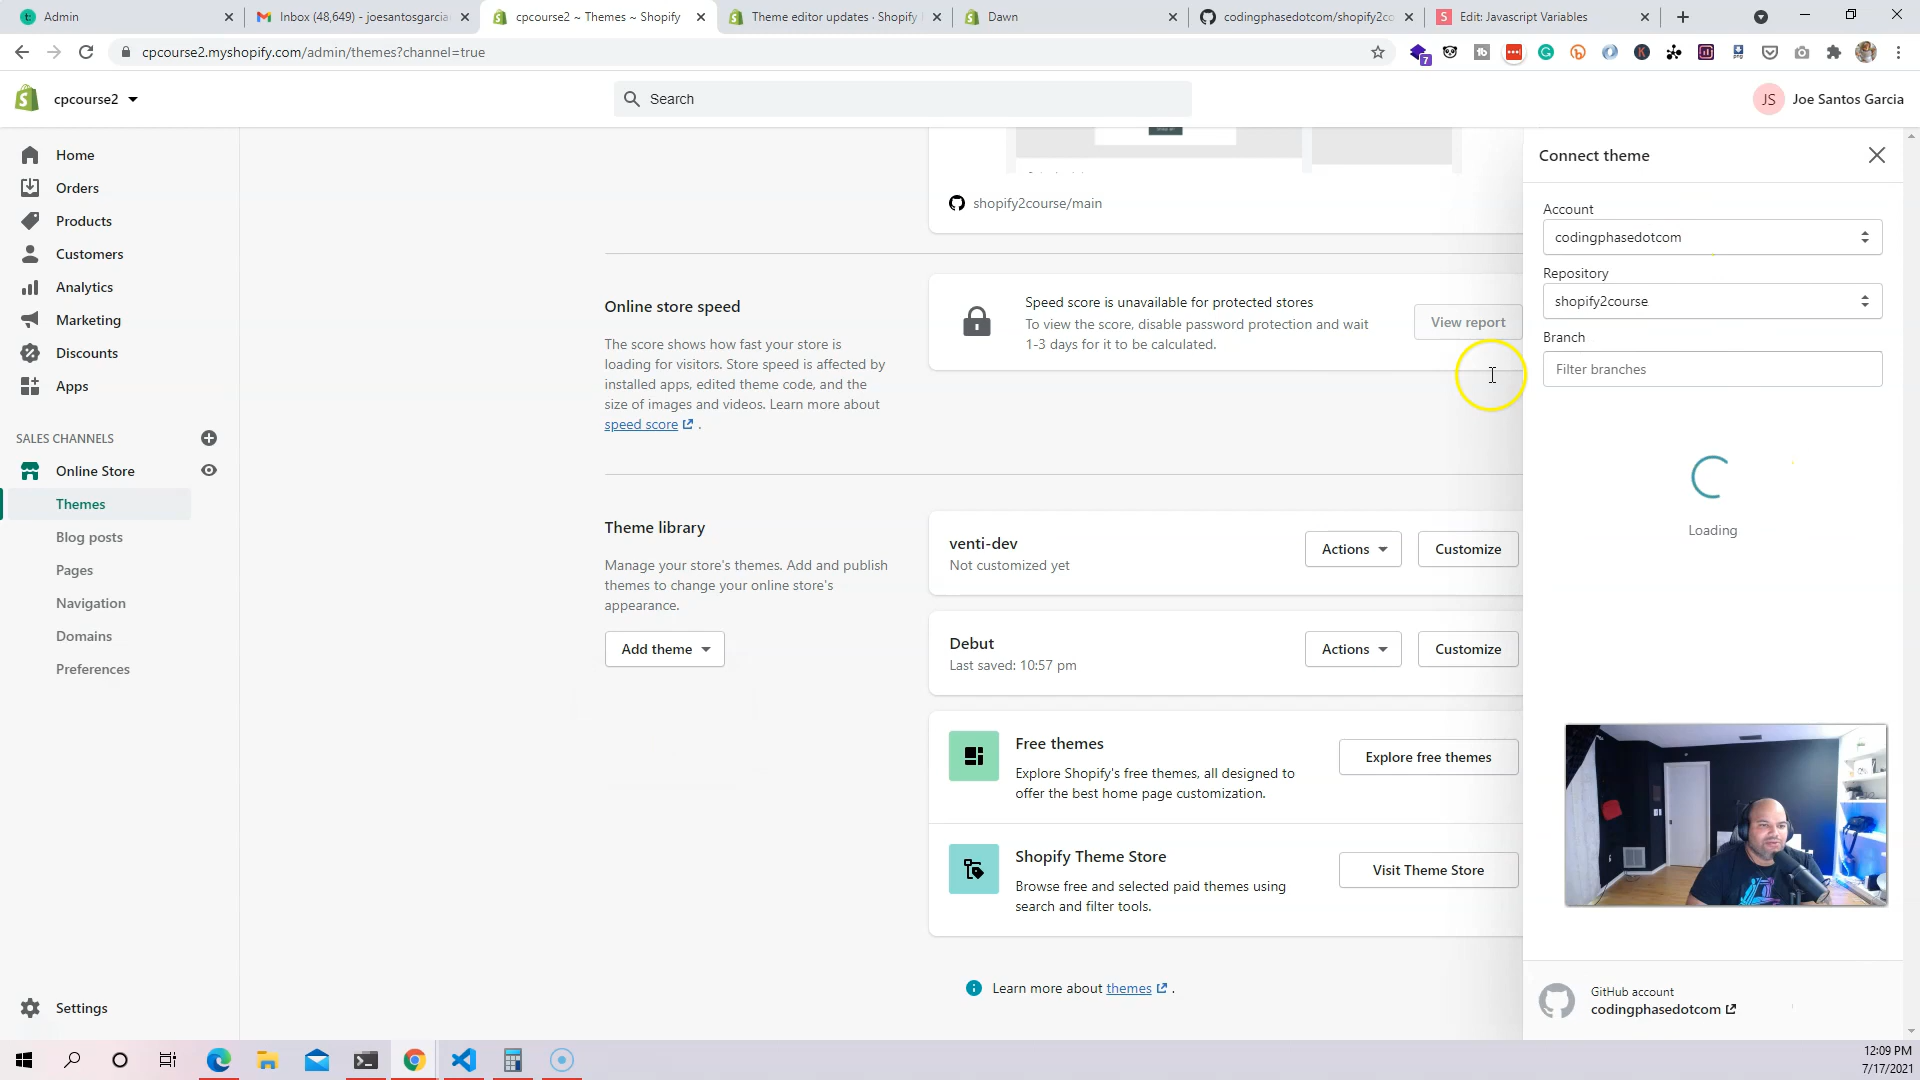 Admin
Inbox (48,649) - joesantosgarcia
cpcourse2 ~ Themes ~ Shopify
Theme editor updates · Shopify
Dawn
codingphasedotcom/shopify2co
Edit: Javascript Variables
cpcourse2.myshopify.com/admin/themes?channel=true
7
cpcourse2
Search
JS
Joe Santos Garcia
Home
Orders
Products
Customers
Analytics
Marketing
Discounts
Apps
SALES CHANNELS
Online Store
Themes
Blog posts
Pages
Navigation
Domains
Preferences
Settings
shopify2course/main
Online store speed
The score shows how fast your store is
loading for visitors. Store speed is affected by
installed apps, edited theme code, and the
size of images and videos. Learn more about
speed score .
Speed score is unavailable for protected stores
To view the score, disable password protection and wait
1-3 days for it to be calculated.
View report
Theme library
Manage your store's themes. Add and publish
themes to change your online store's
appearance.
Add theme
venti-dev
Not customized yet
Actions
Customize
Debut
Last saved: 10:57 pm
Actions
Customize
Free themes
Explore Shopify's free themes, all designed to
offer the best home page customization.
Explore free themes
Shopify Theme Store
Browse free and selected paid themes using
search and filter tools.
Visit Theme Store
Learn more about themes .
Connect theme
Account
codingphasedotcom
Repository
shopify2course
Branch
Filter branches
Loading
GitHub account
codingphasedotcom
12:09 PM
7/17/2021